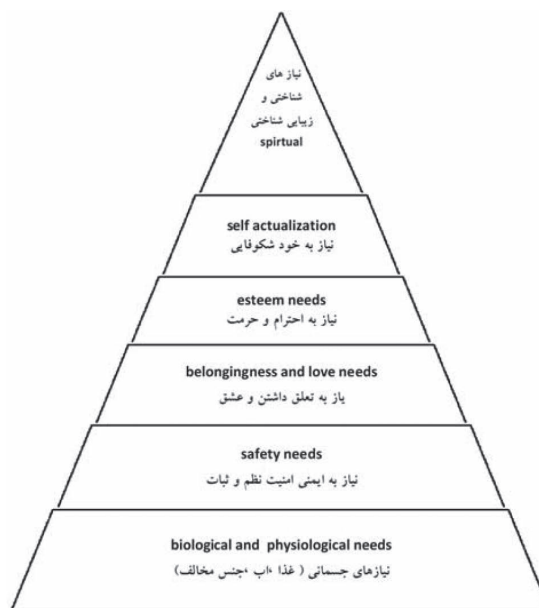 نیاز های
شناختی و
زیبایی شناختی
spirtual
self actualization
نیاز به خود شکوفایی
esteem needs
نیاز به احترام و حرمت
belongingness and love needs
یاز به تعلق داشتن و عشق
safety needs
نیاز به ایمنی امنیت نظم و ثبات
biological and physiological needs
نیازهای جسمانی ( غذا ،اب ،جنس مخالف)